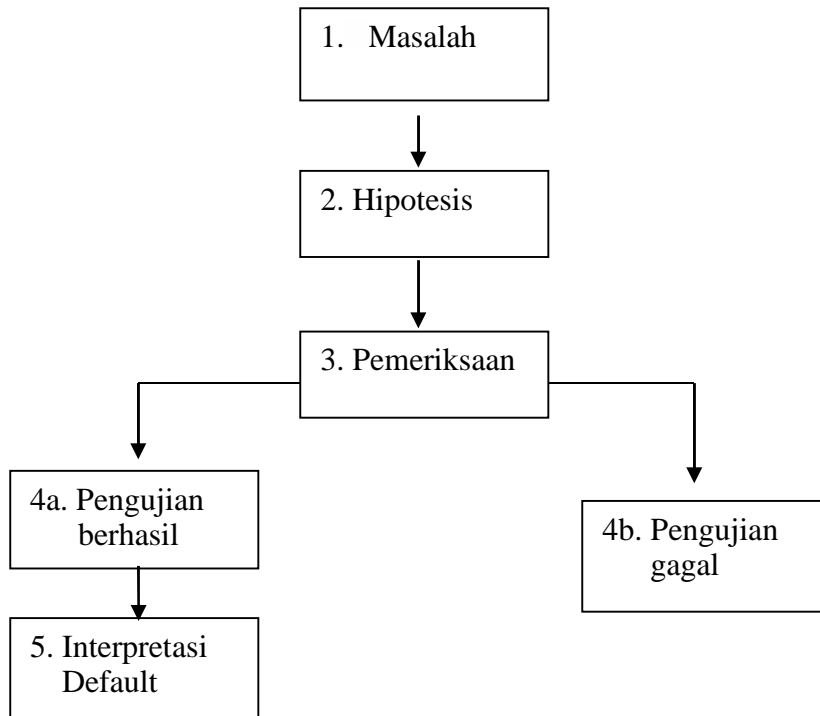 1. Masalah
2. Hipotesis
3. Pemeriksaan
4a. Pengujian
berhasil
4b. Pengujian
gagal
5. Interpretasi
Default